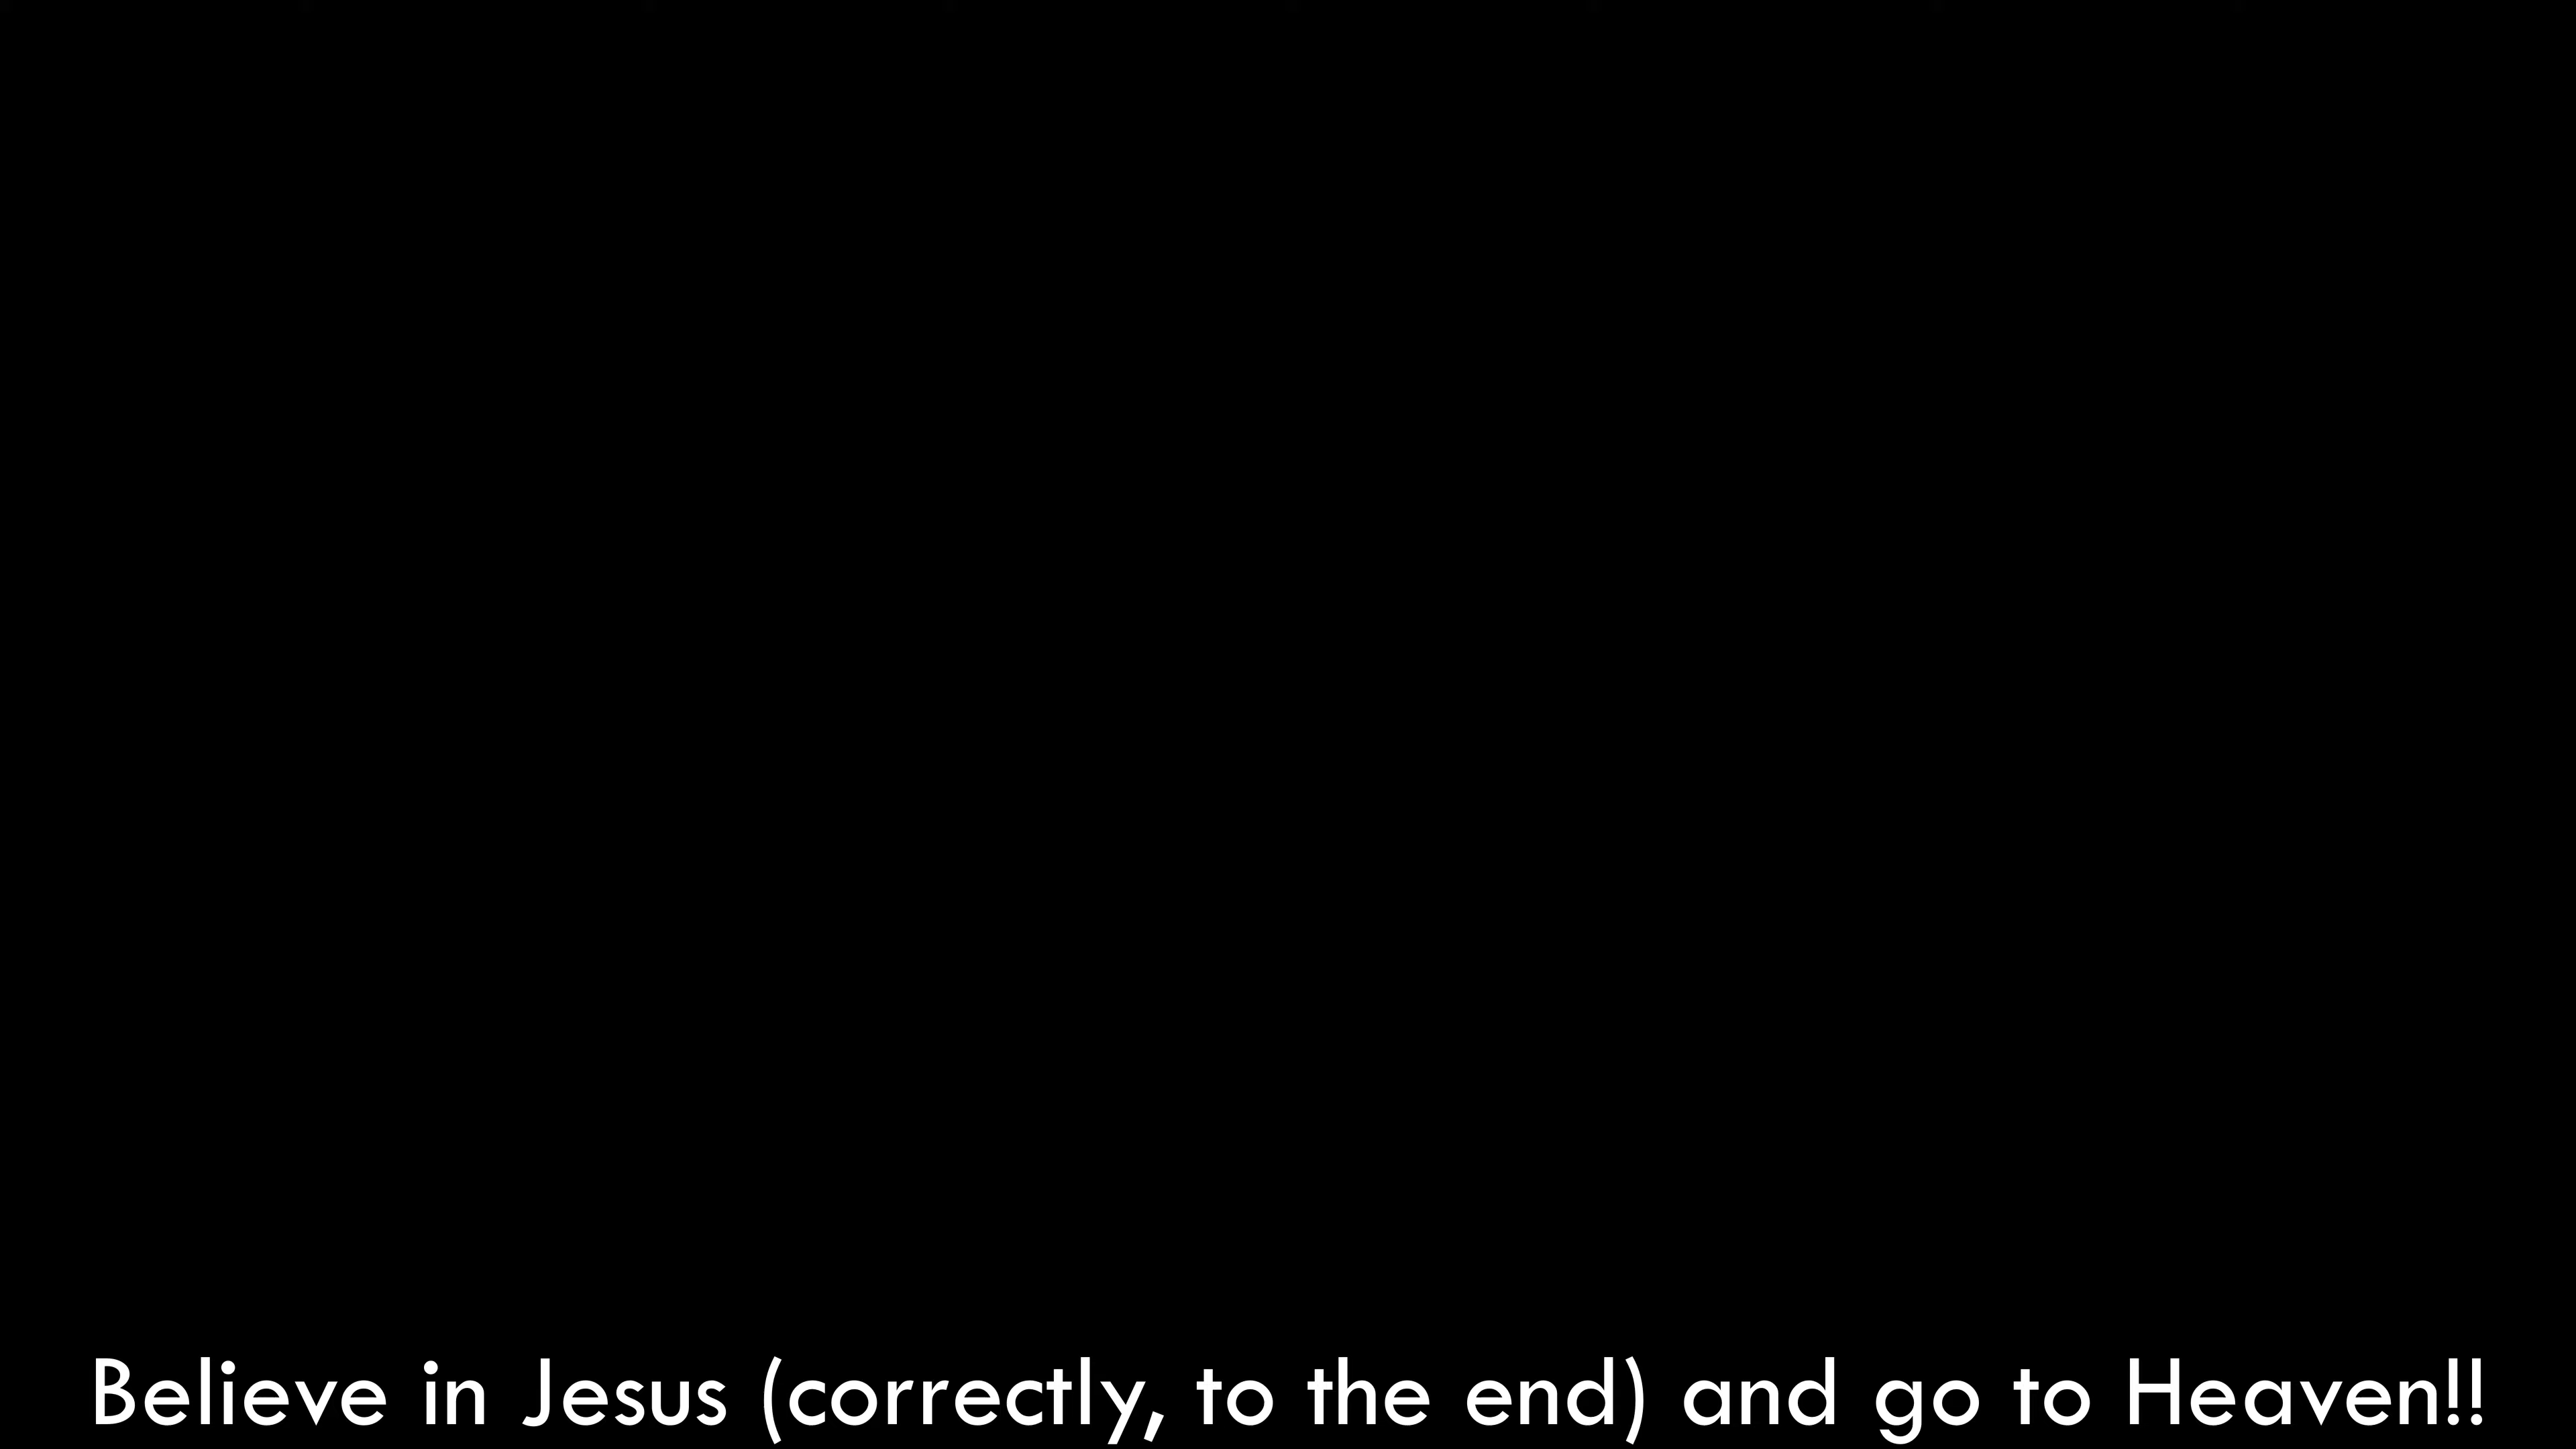 Believe in Jesus (correctly, to the end) and go to Heaven!!